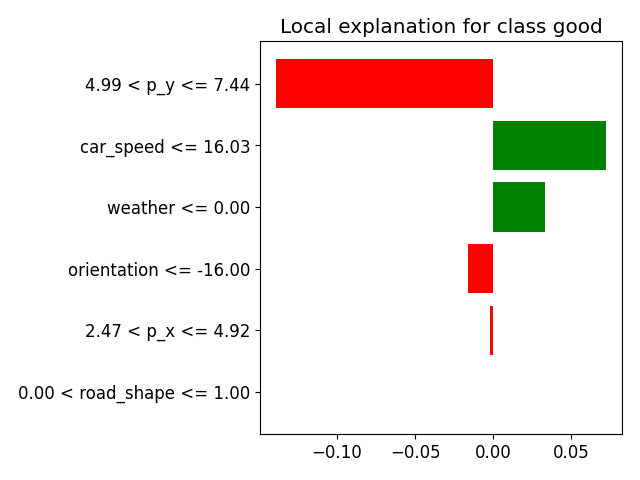 Local explanation for class good
4.99 < p_y <= 7.44
car_speed <= 16.03
weather <= 0.00
orientation <= -16.00
2.47 < p_x <= 4.92
0.00 < road_shape <= 1.00
−0.10 −0.05 0.00 0.05